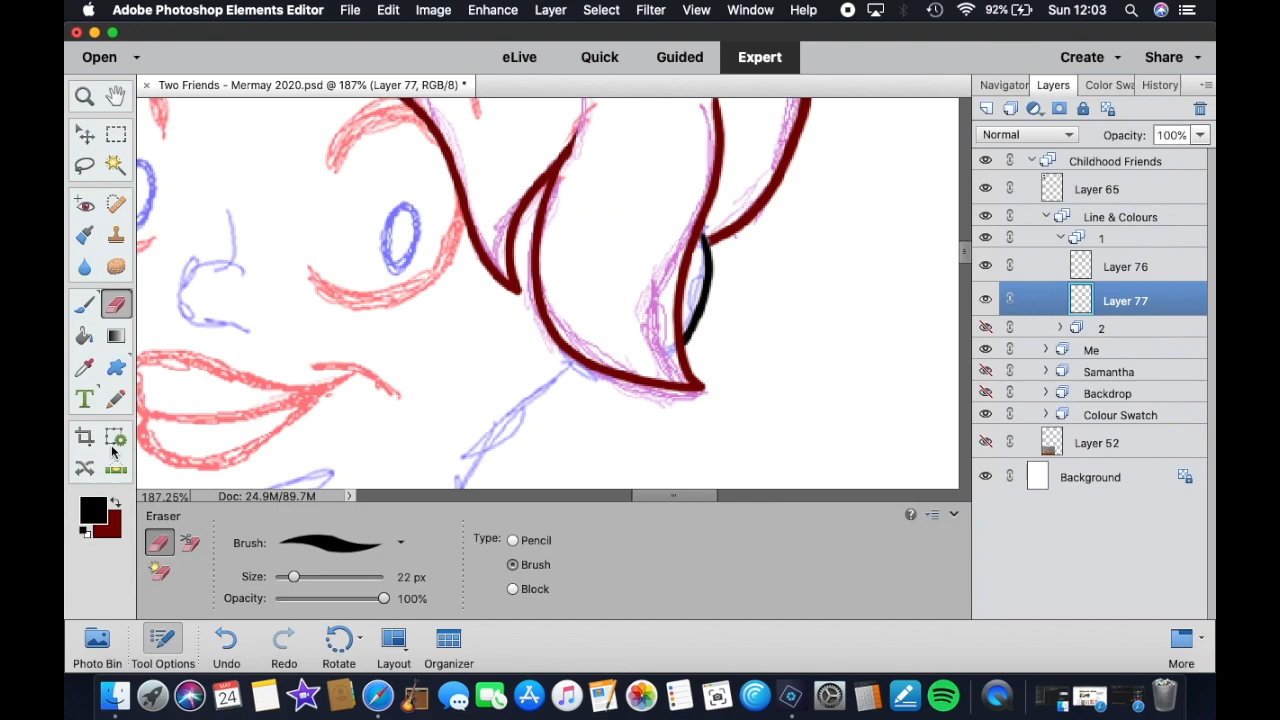 Adobe Photoshop Elements Editor File Edit Image Enhance Layer Select Filter View Window Help 92% Sun 12:03
Open eLive Quick Guided Expert Create Share
× Two Friends - Mermay 2020.psd @ 187% (Layer 77, RGB/8) * Navigator Layers Color Swa History
Normal Opacity: 100%
Childhood Friends
Layer 65
Line & Colours
1
Layer 76
Layer 77
2
Me
Samantha
Backdrop
Colour Swatch
Layer 52
Background
187.25% Doc: 24.9M/89.7M
Eraser
Brush: Type: Pencil
Brush
Size: 22 px
Block
Opacity: 100%
Photo Bin Tool Options Undo Redo Rotate Layout Organizer More
MAY
24